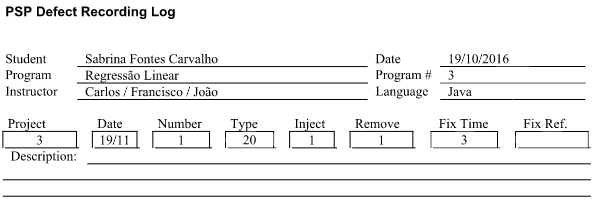 PSP Defect Recording Log
Student Sabrina Fontes Carvalho Date 19/10/2016
Program Regressão Linear Program # 3
Instructor Carlos / Francisco / João Language Java
Project Date Number Type Inject Remove Fix Time Fix Ref.
3 19/11 1 20 1 1 3
Description: